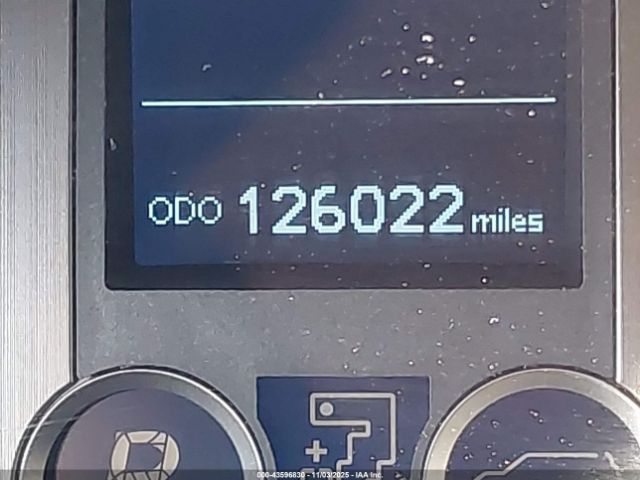 ODO 126022 miles
+
000-43596830 - 11/03/2025 - © IAA Inc.